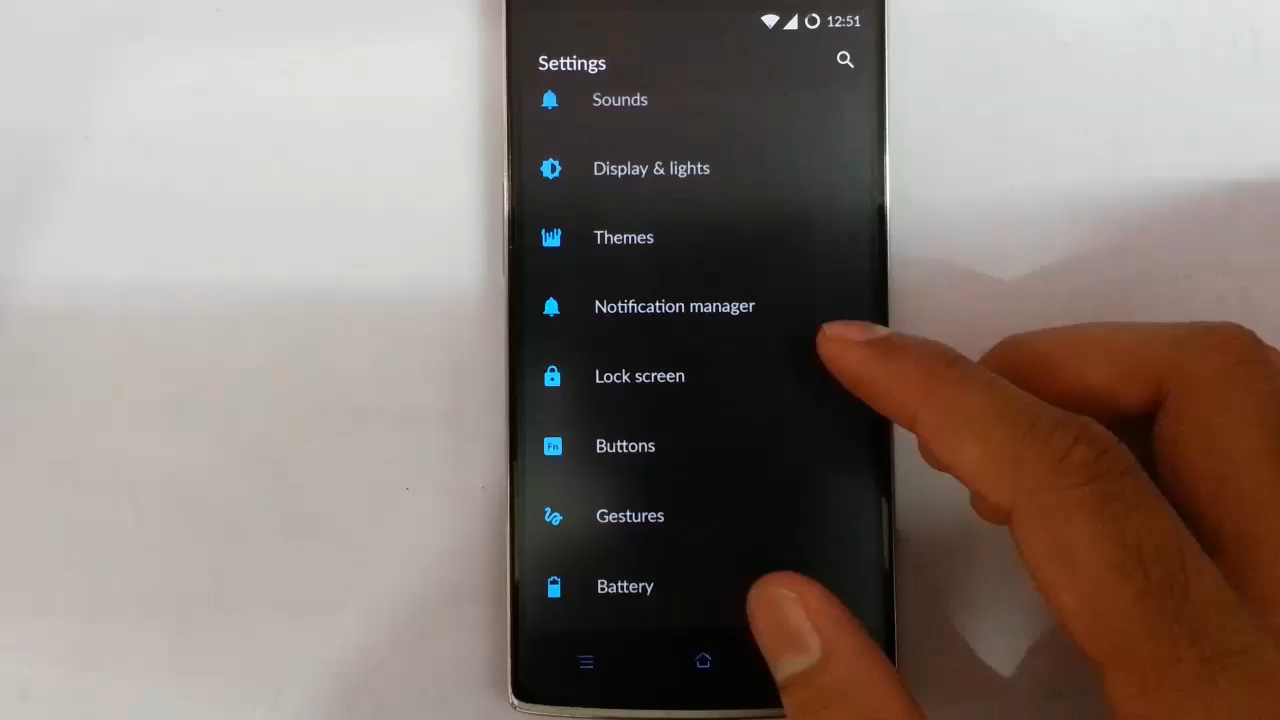 12:51
Settings
Sounds
Display & lights
Themes
Notification manager
Lock screen
Fn Buttons
Gestures
Battery